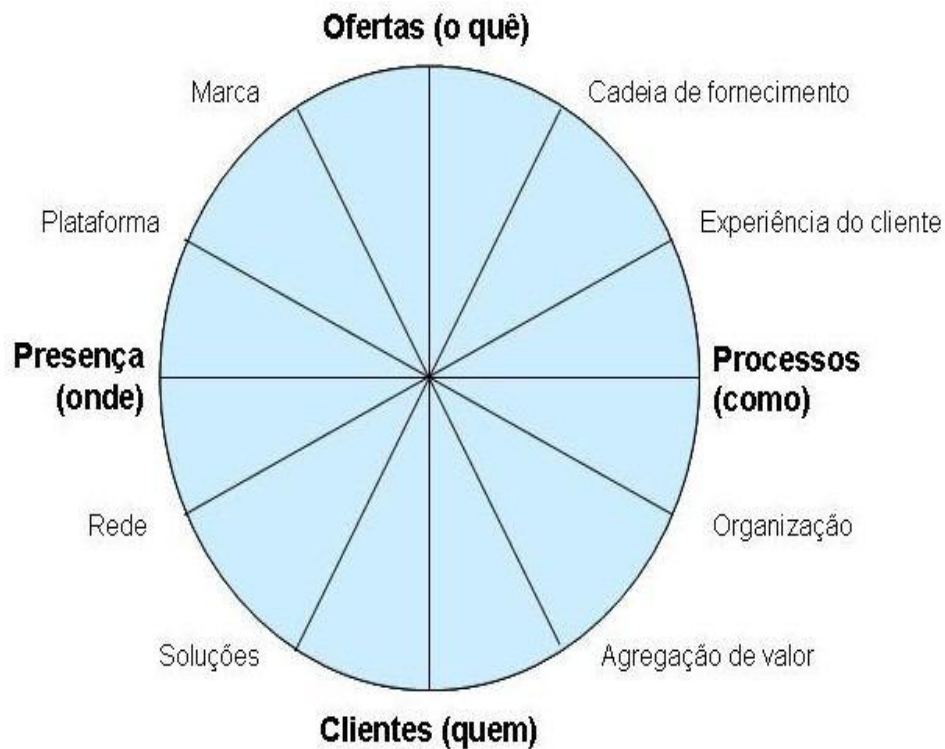 Ofertas (o quê)
Marca
Cadeia de fornecimento
Plataforma
Experiência do cliente
Presença
(onde)
Processos
(como)
Rede
Organização
Soluções
Agregação de valor
Clientes (quem)